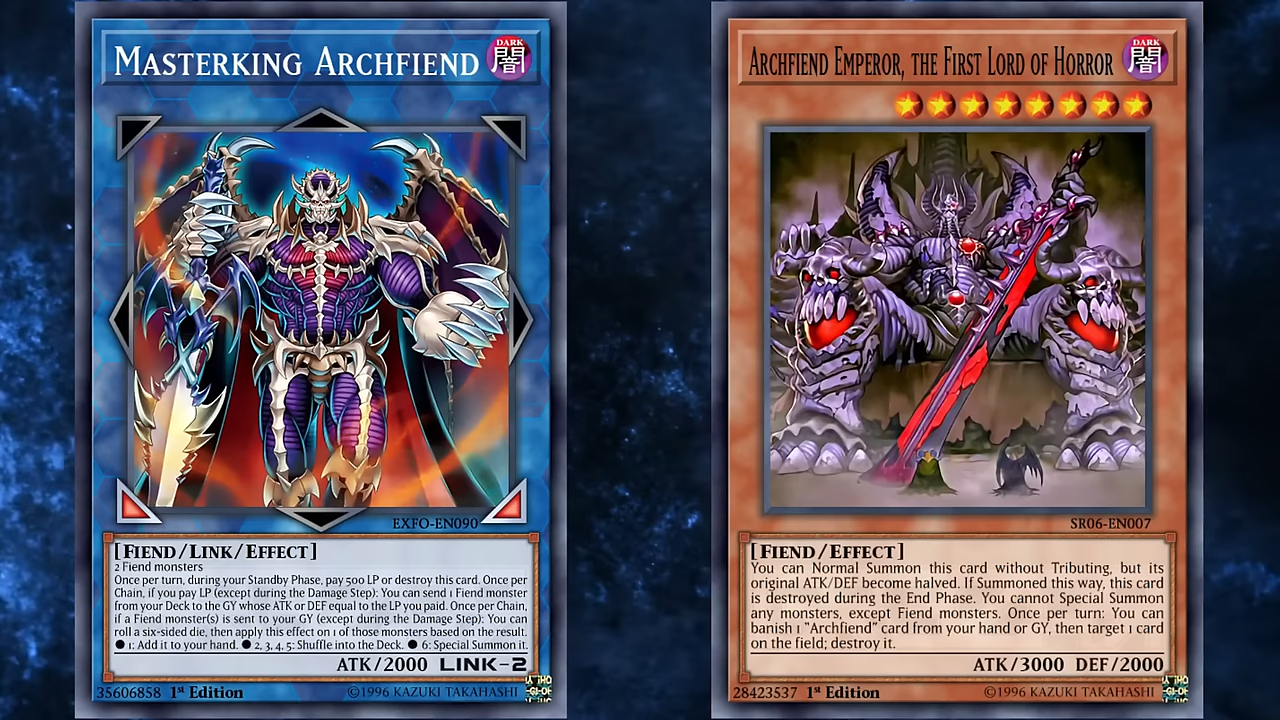 MASTERKING ARCHFIEND
DARK
闇
EXFO-EN090
[FIEND/LINK/EFFECT]
2 Fiend monsters
Once per turn, during your Standby Phase, pay 500 LP or destroy this card. Once per
Chain, if you pay LP (except during the Damage Step): You can send 1 Fiend monster
from your Deck to the GY whose ATK or DEF equal to the LP you paid. Once per Chain,
if a Fiend monster(s) is sent to your GY (except during the Damage Step): You can
roll a six-sided die, then apply this effect on 1 of those monsters based on the result.
● 1: Add it to your hand. ● 2, 3, 4, 5: Shuffle into the Deck. ● 6: Special Summon it.
ATK/2000 LINK-2
35606858 1st Edition ©1996 KAZUKI TAKAHASHI
ARCHFIEND EMPEROR, THE FIRST LORD OF HORROR
DARK
闇
SR06-EN007
[FIEND/EFFECT]
You can Normal Summon this card without Tributing, but its
original ATK/DEF become halved. If Summoned this way, this card
is destroyed during the End Phase. You cannot Special Summon
any monsters, except Fiend monsters. Once per turn: You can
banish 1 "Archfiend" card from your hand or GY, then target 1 card
on the field; destroy it.
ATK/3000 DEF/2000
28423537 1st Edition ©1996 KAZUKI TAKAHASHI